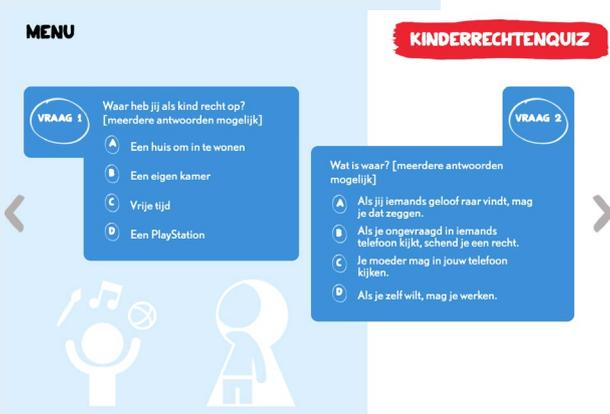 MENU
KINDERRECHTENQUIZ
VRAAG 1
Waar heb jij als kind recht op?
[meerdere antwoorden mogelijk]
A Een huis om in te wonen
B Een eigen kamer
C Vrije tijd
D Een PlayStation
VRAAG 2
Wat is waar? [meerdere antwoorden
mogelijk]
A Als jij iemands geloof raar vindt, mag
je dat zeggen.
B Als je ongevraagd in iemands
telefoon kijkt, schend je een recht.
C Je moeder mag in jouw telefoon
kijken.
D Als je zelf wilt, mag je werken.